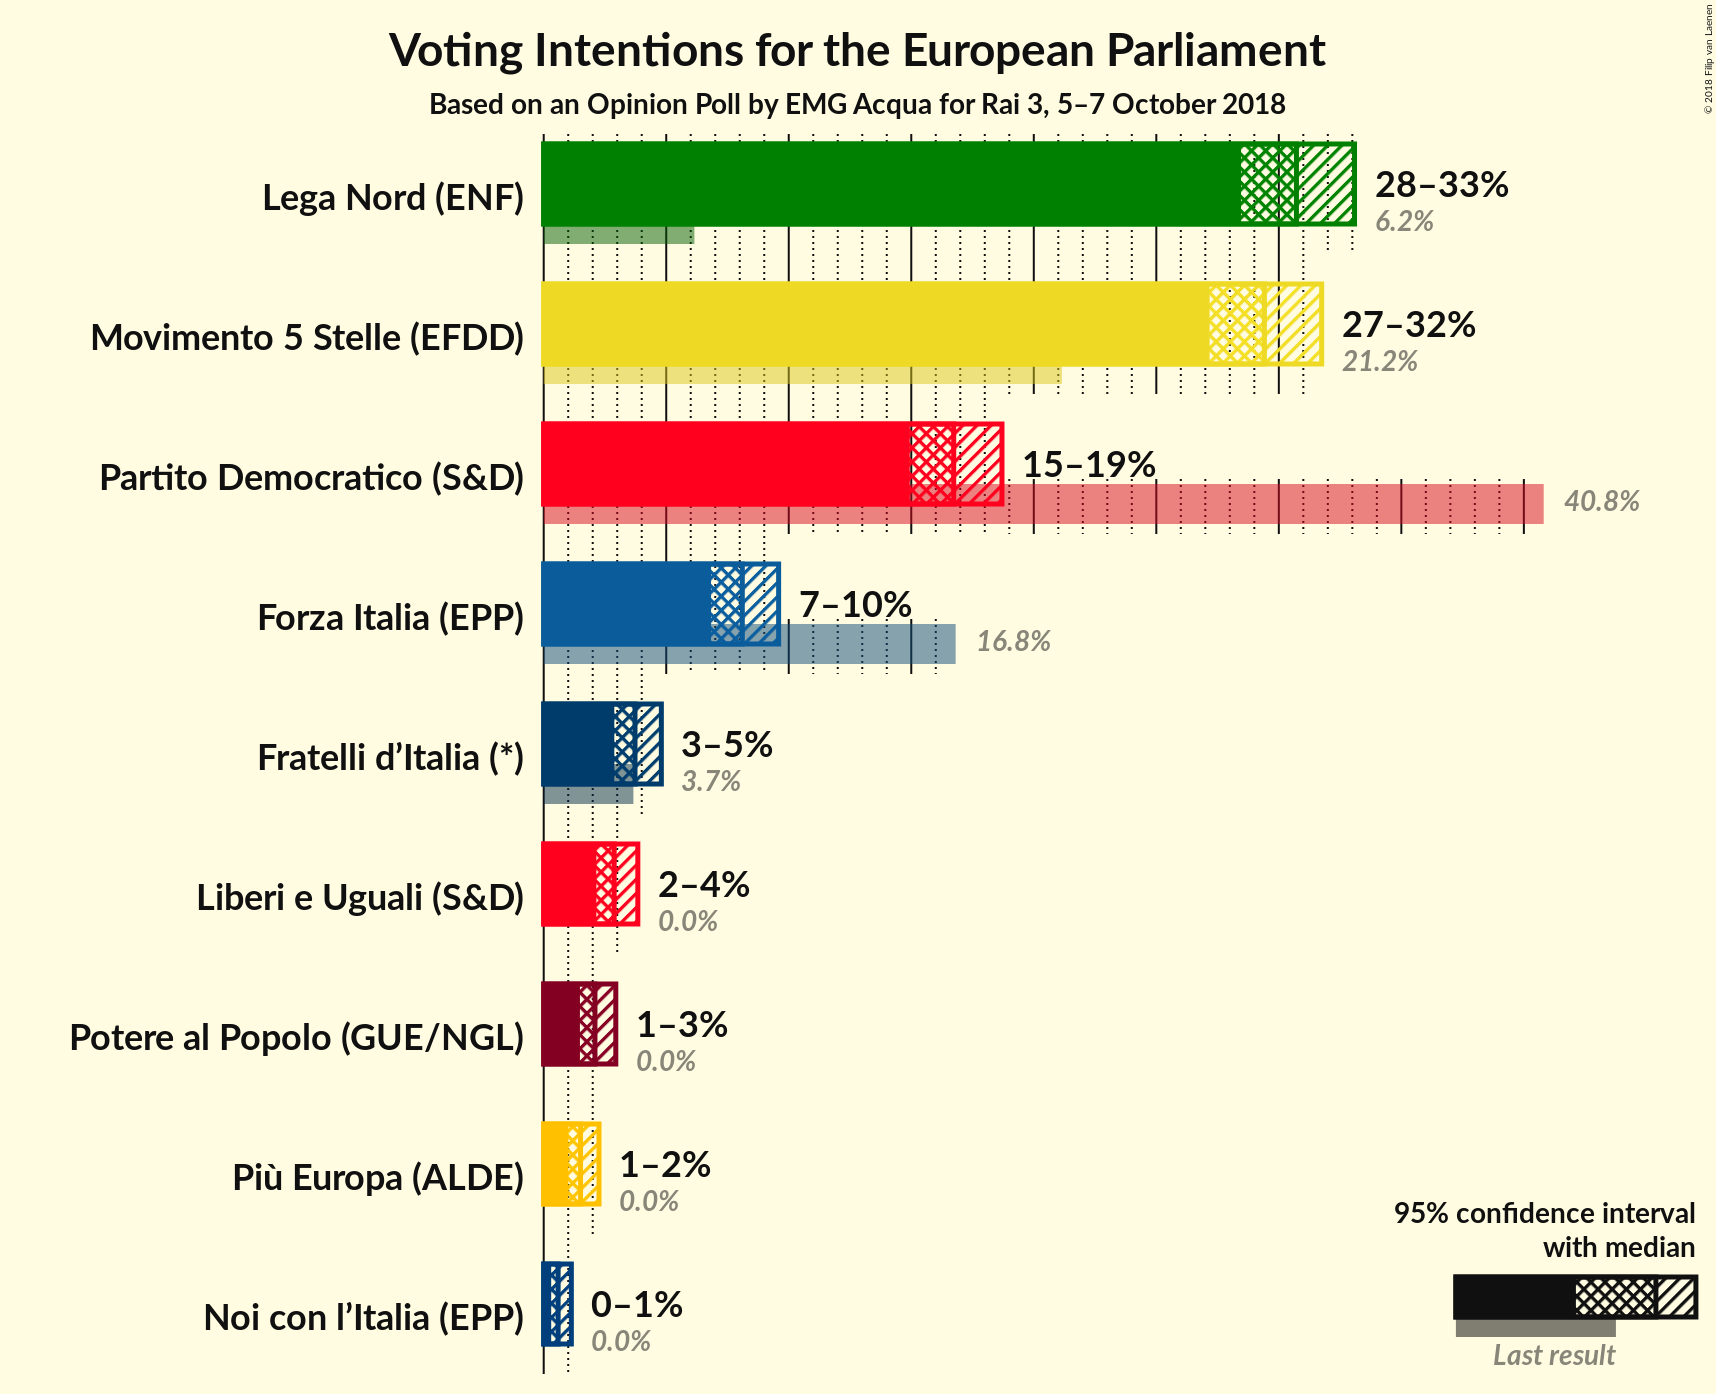 Voting Intentions for the European Parliament
Based on an Opinion Poll by EMG Acqua for Rai 3, 5–7 October 2018
© 2018 Filip van Laenen
Lega Nord (ENF)
28–33%
6.2%
Movimento 5 Stelle (EFDD)
27–32%
21.2%
Partito Democratico (S&D)
15–19%
40.8%
Forza Italia (EPP)
7–10%
16.8%
Fratelli d’Italia (*)
3–5%
3.7%
Liberi e Uguali (S&D)
2–4%
0.0%
Potere al Popolo (GUE/NGL)
1–3%
0.0%
Più Europa (ALDE)
1–2%
0.0%
Noi con l’Italia (EPP)
0–1%
0.0%
95% confidence interval
with median
Last result